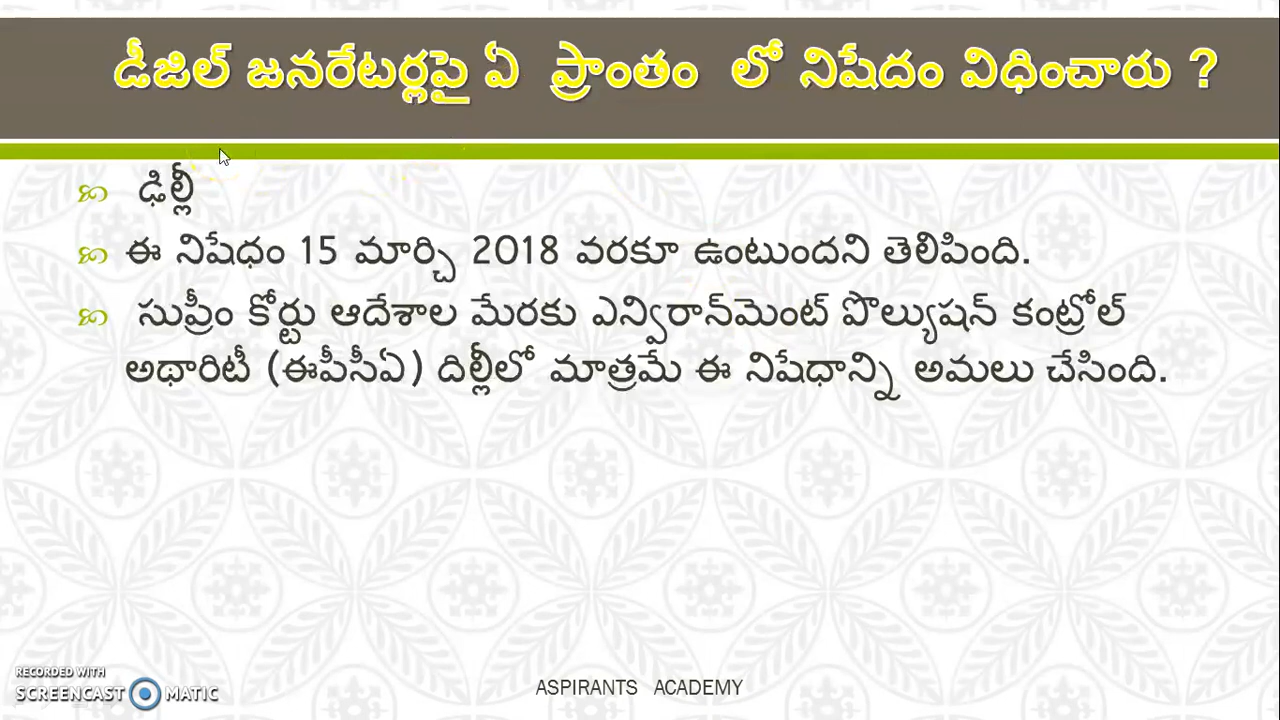 డీజిల్ జనరేటర్లపై ఏ ప్రాంతం లో నిషేదం విధించారు ?
ఢిల్లీ
ఈ నిషేధం 15 మార్చి 2018 వరకూ ఉంటుందని తెలిపింది.
సుప్రీం కోర్టు ఆదేశాల మేరకు ఎన్విరాన్‌మెంట్ పొల్యుషన్ కంట్రోల్
అథారిటీ (ఈపీసీఏ) దిల్లీలో మాత్రమే ఈ నిషేధాన్ని అమలు చేసింది.
RECORDED WITH
SCREENCAST MATIC
ASPIRANTS ACADEMY